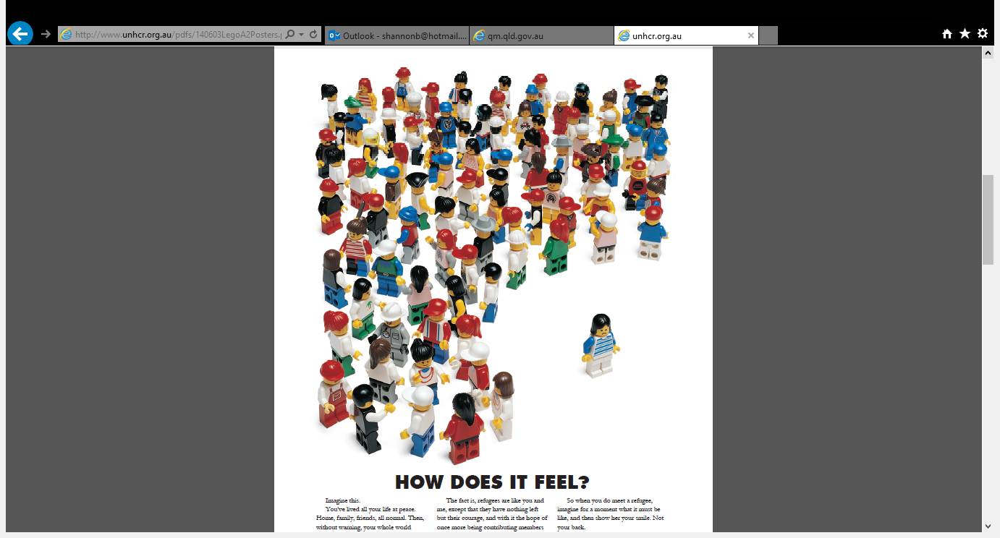 http://www.unhcr.org.au/pdfs/140603LegoA2Posters.p
Outlook - shannonb@hotmail....
qm.qld.gov.au
unhcr.org.au
HOW DOES IT FEEL?
Imagine this.
You've lived all your life at peace.
Home, family, friends, all normal. Then,
without warning, your whole world
The fact is, refugees are like you and
me, except that they have nothing left
but their courage, and with it the hope of
once more being contributing members
So when you do meet a refugee,
imagine for a moment what it must be
like, and then show her your smile. Not
your back.